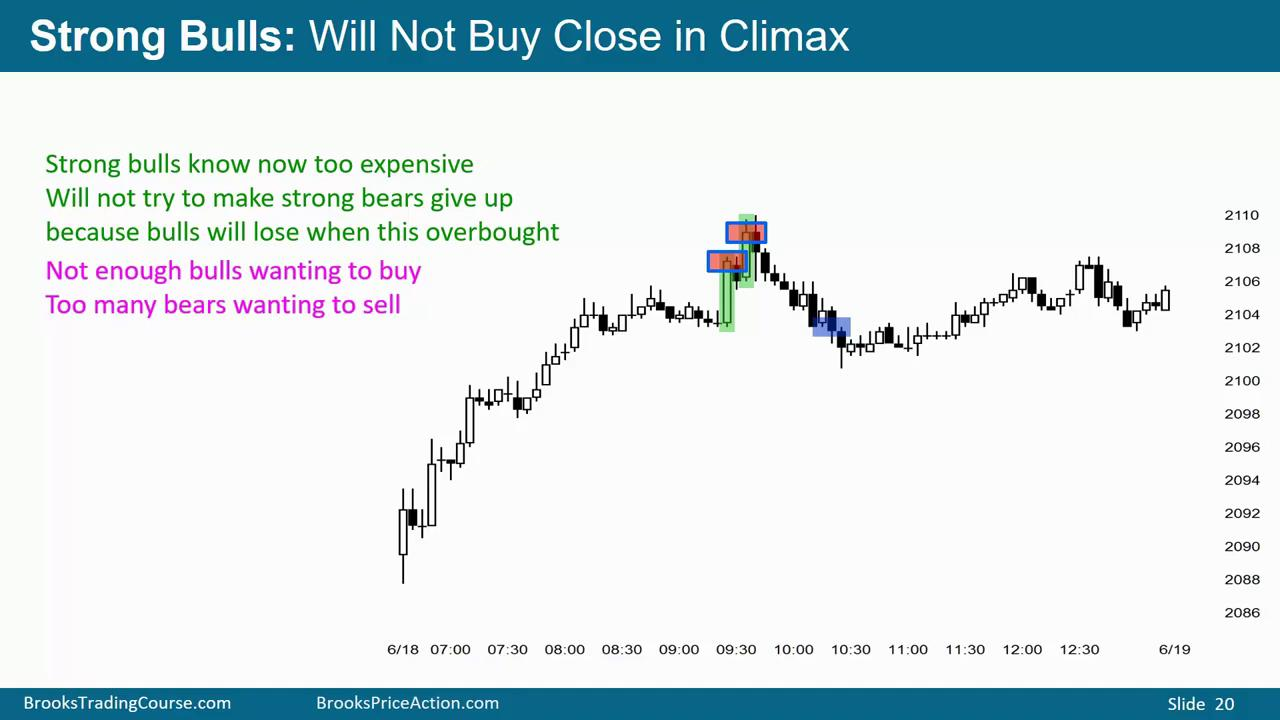 Strong Bulls: Will Not Buy Close in Climax
Strong bulls know now too expensive
Will not try to make strong bears give up
because bulls will lose when this overbought
Not enough bulls wanting to buy
Too many bears wanting to sell
2110
2108
2106
2104
2102
2100
2098
2096
2094
2092
2090
2088
2086
6/18 07:00 07:30 08:00 08:30 09:00 09:30 10:00 10:30 11:00 11:30 12:00 12:30 6/19
BrooksTradingCourse.com BrooksPriceAction.com Slide 20